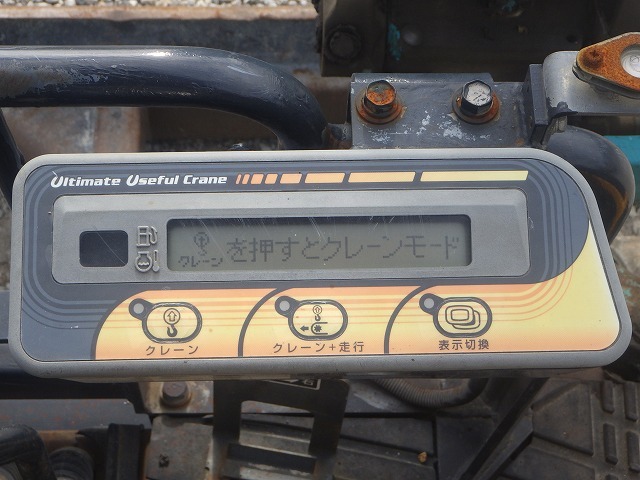 Ultimate Useful Crane
クレーン を押すとクレーンモード
クレーン
クレーン+走行
表示切換